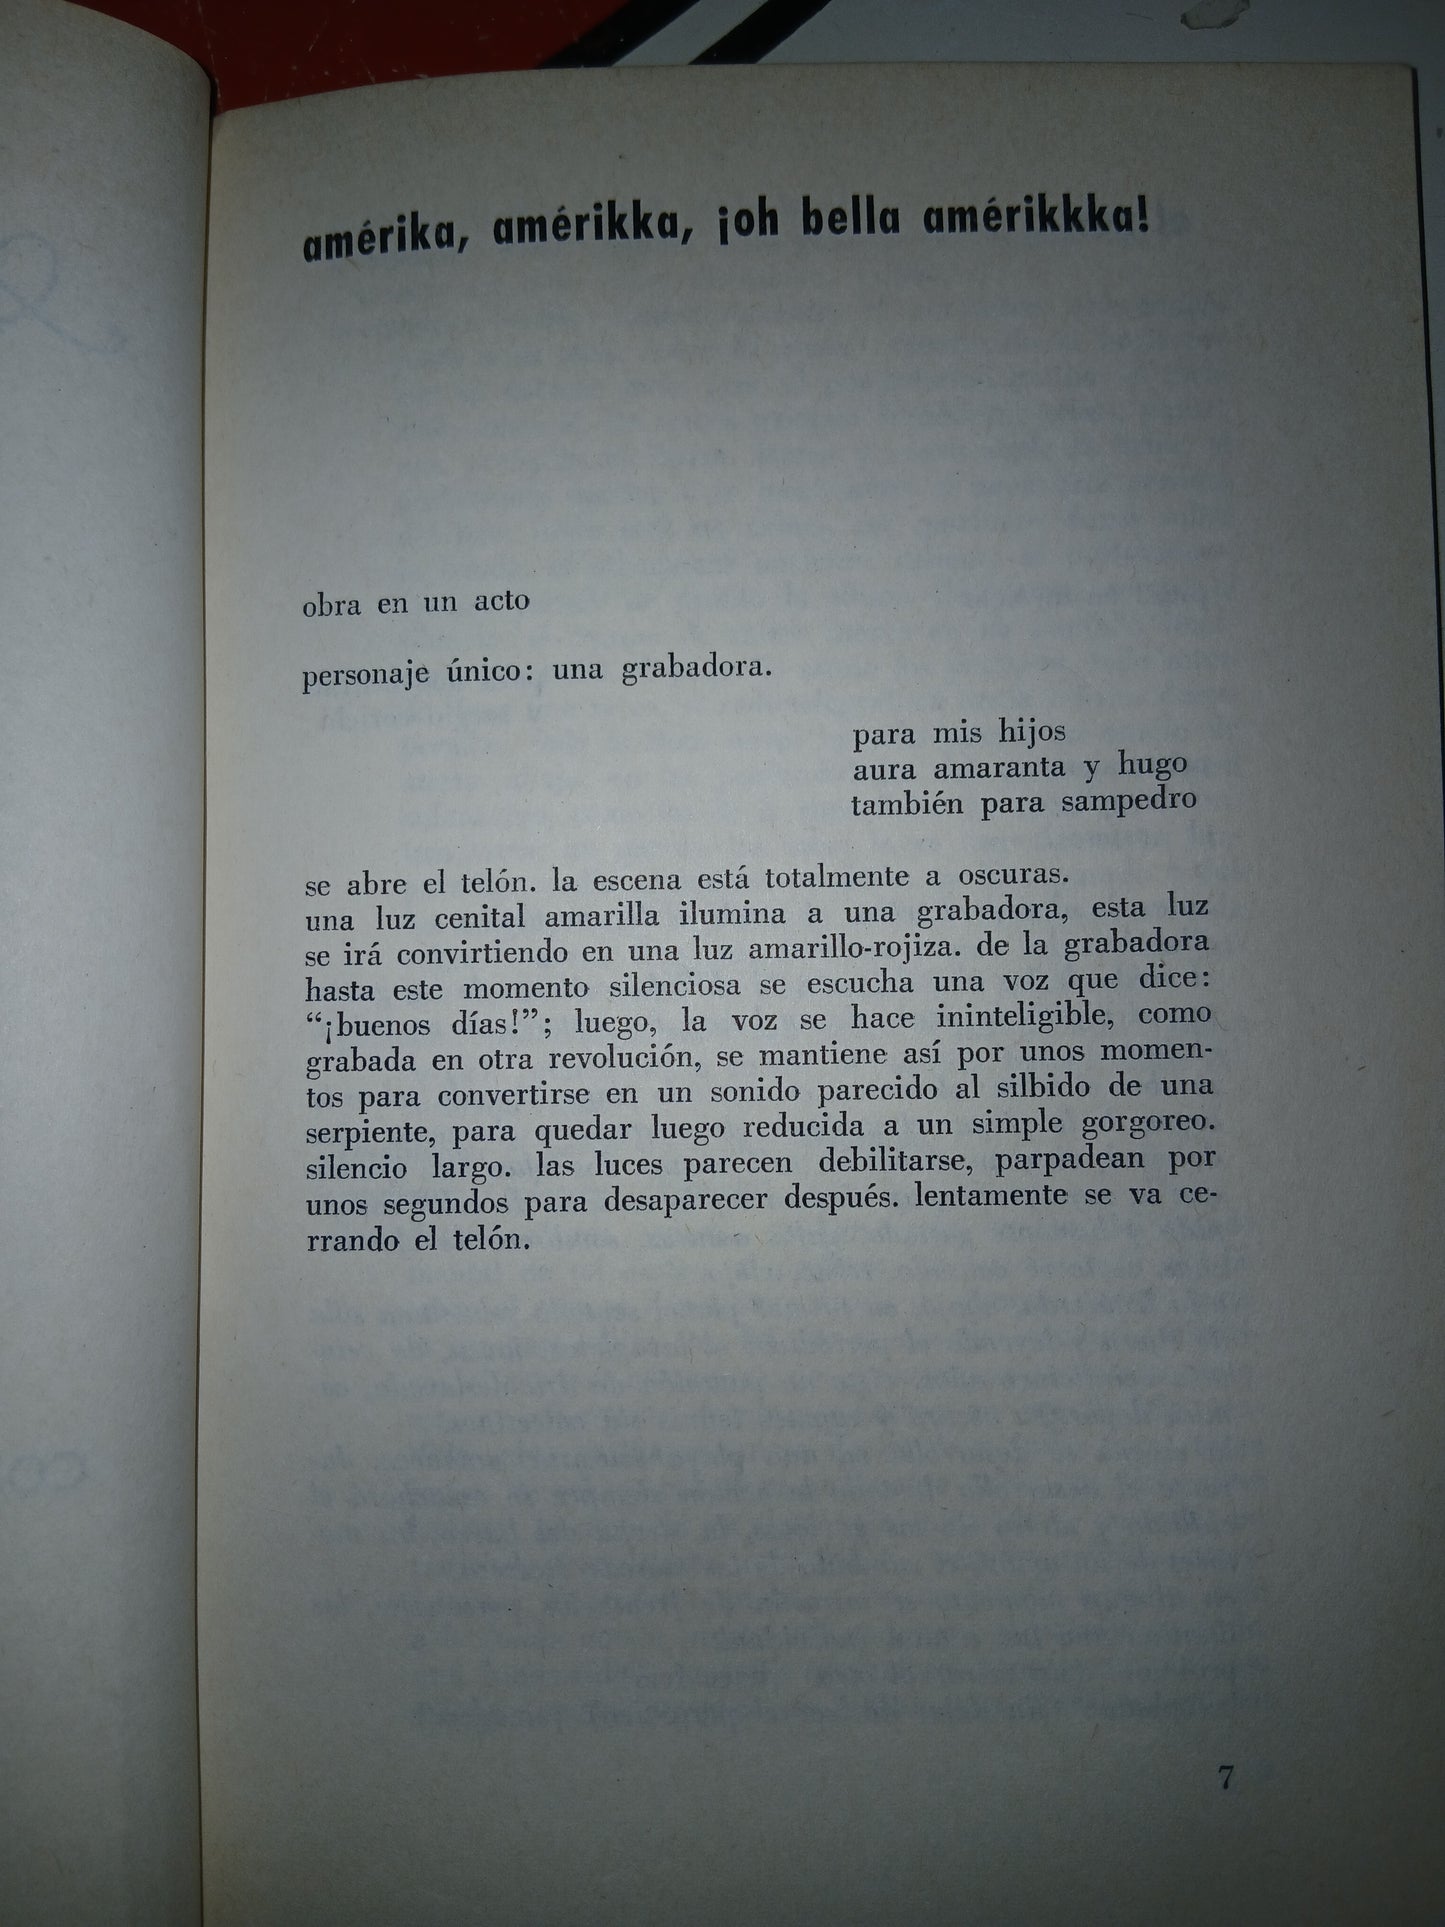 amérika, amérikka, ¡oh bella amérikkka!
obra en un acto
personaje único: una grabadora.
para mis hijos
aura amaranta y hugo
también para sampedro
se abre el telón. la escena está totalmente a oscuras.
una luz cenital amarilla ilumina a una grabadora, esta luz
se irá convirtiendo en una luz amarillo-rojiza. de la grabadora
hasta este momento silenciosa se escucha una voz que dice:
“¡buenos días!”; luego, la voz se hace ininteligible, como
grabada en otra revolución, se mantiene así por unos momen-
tos para convertirse en un sonido parecido al silbido de una
serpiente, para quedar luego reducida a un simple gorgoreo.
silencio largo. las luces parecen debilitarse, parpadean por
unos segundos para desaparecer después. lentamente se va ce-
rrando el telón.
7